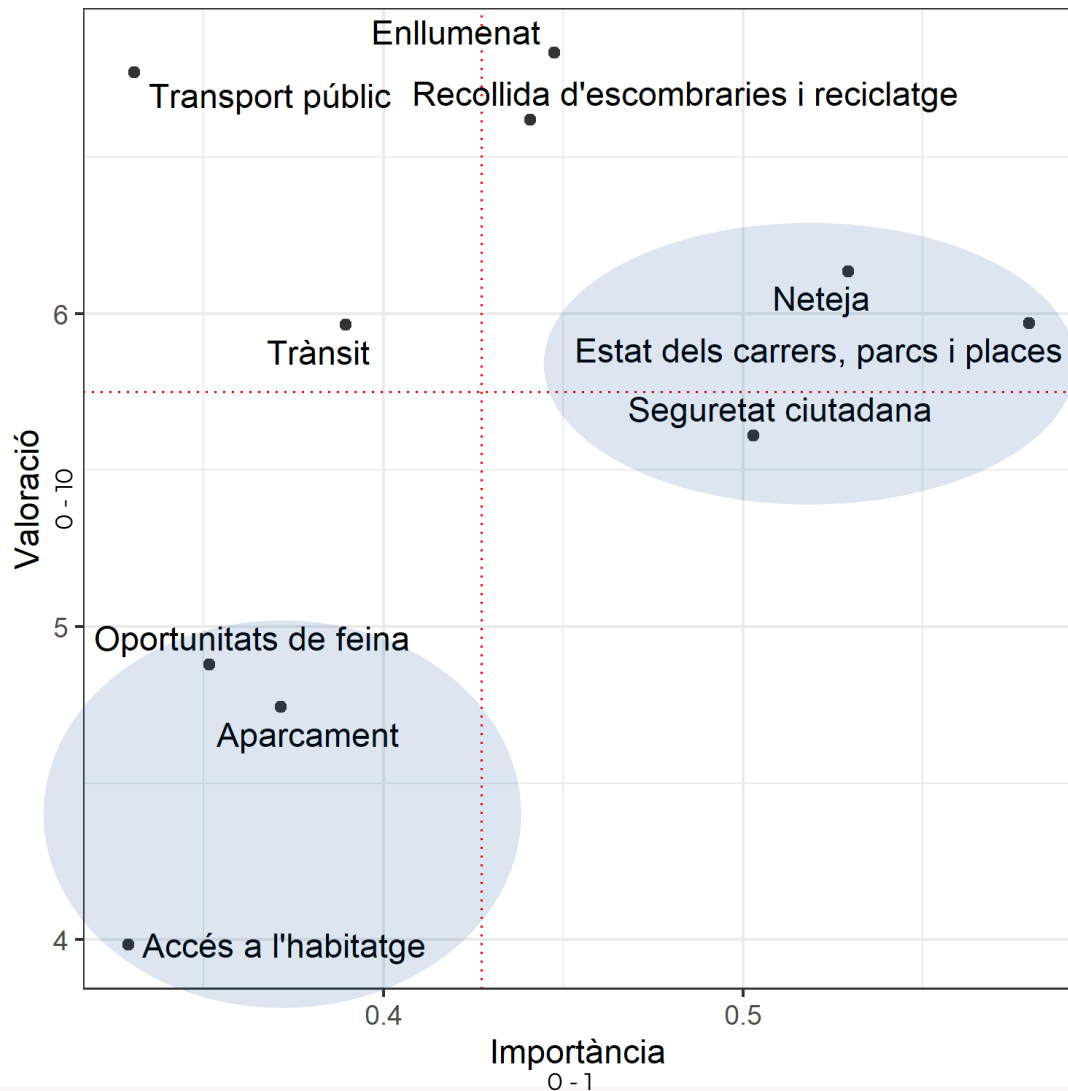 Enllumenat
Transport públic
Recollida d'escombraries i reciclatge
Neteja
6
Estat dels carrers, parcs i places
Trànsit
Seguretat ciutadana
Valoració
0 - 10
5
Oportunitats de feina
Aparcament
4
Accés a l'habitatge
0.4
0.5
Importància
0 - 1